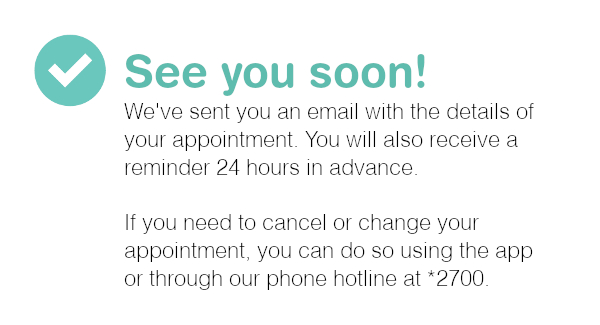 See you soon!
We've sent you an email with the details of
your appointment. You will also receive a
reminder 24 hours in advance.
If you need to cancel or change your
appointment, you can do so using the app
or through our phone hotline at *2700.